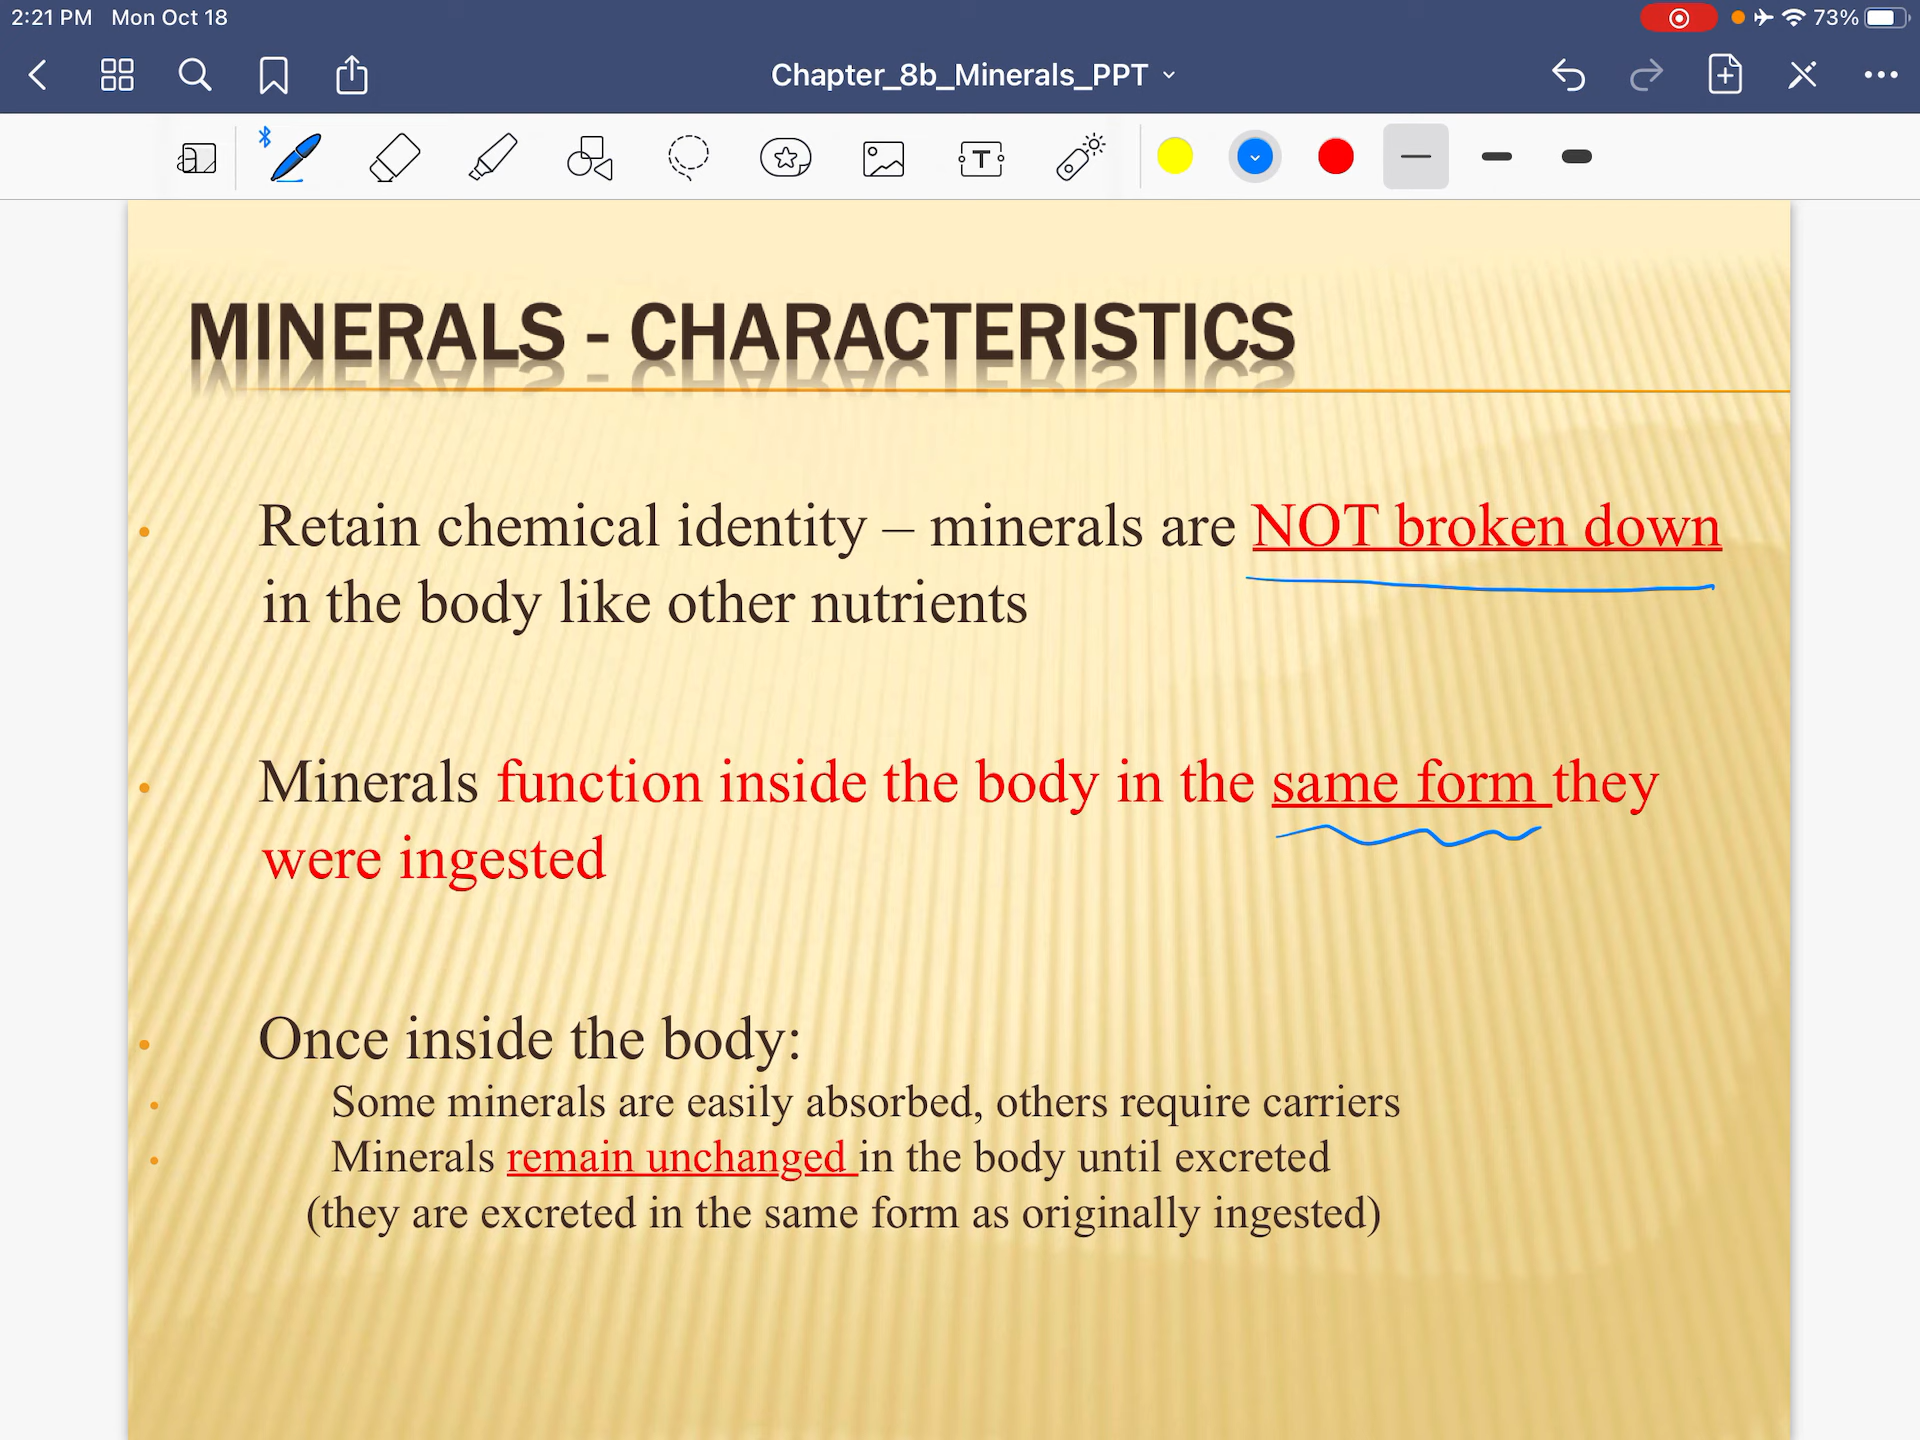 2:21 PM Mon Oct 18
73%
Chapter_8b_Minerals_PPT
MINERALS - CHARACTERISTICS
• Retain chemical identity – minerals are NOT broken down
in the body like other nutrients
• Minerals function inside the body in the same form they
were ingested
• Once inside the body:
• Some minerals are easily absorbed, others require carriers
• Minerals remain unchanged in the body until excreted
(they are excreted in the same form as originally ingested)